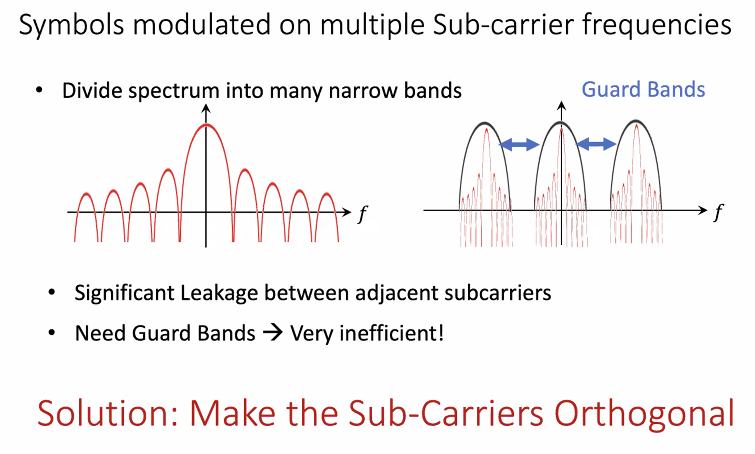 Symbols modulated on multiple Sub-carrier frequencies
• Divide spectrum into many narrow bands
Guard Bands
f
f
• Significant Leakage between adjacent subcarriers
• Need Guard Bands → Very inefficient!
Solution: Make the Sub-Carriers Orthogonal